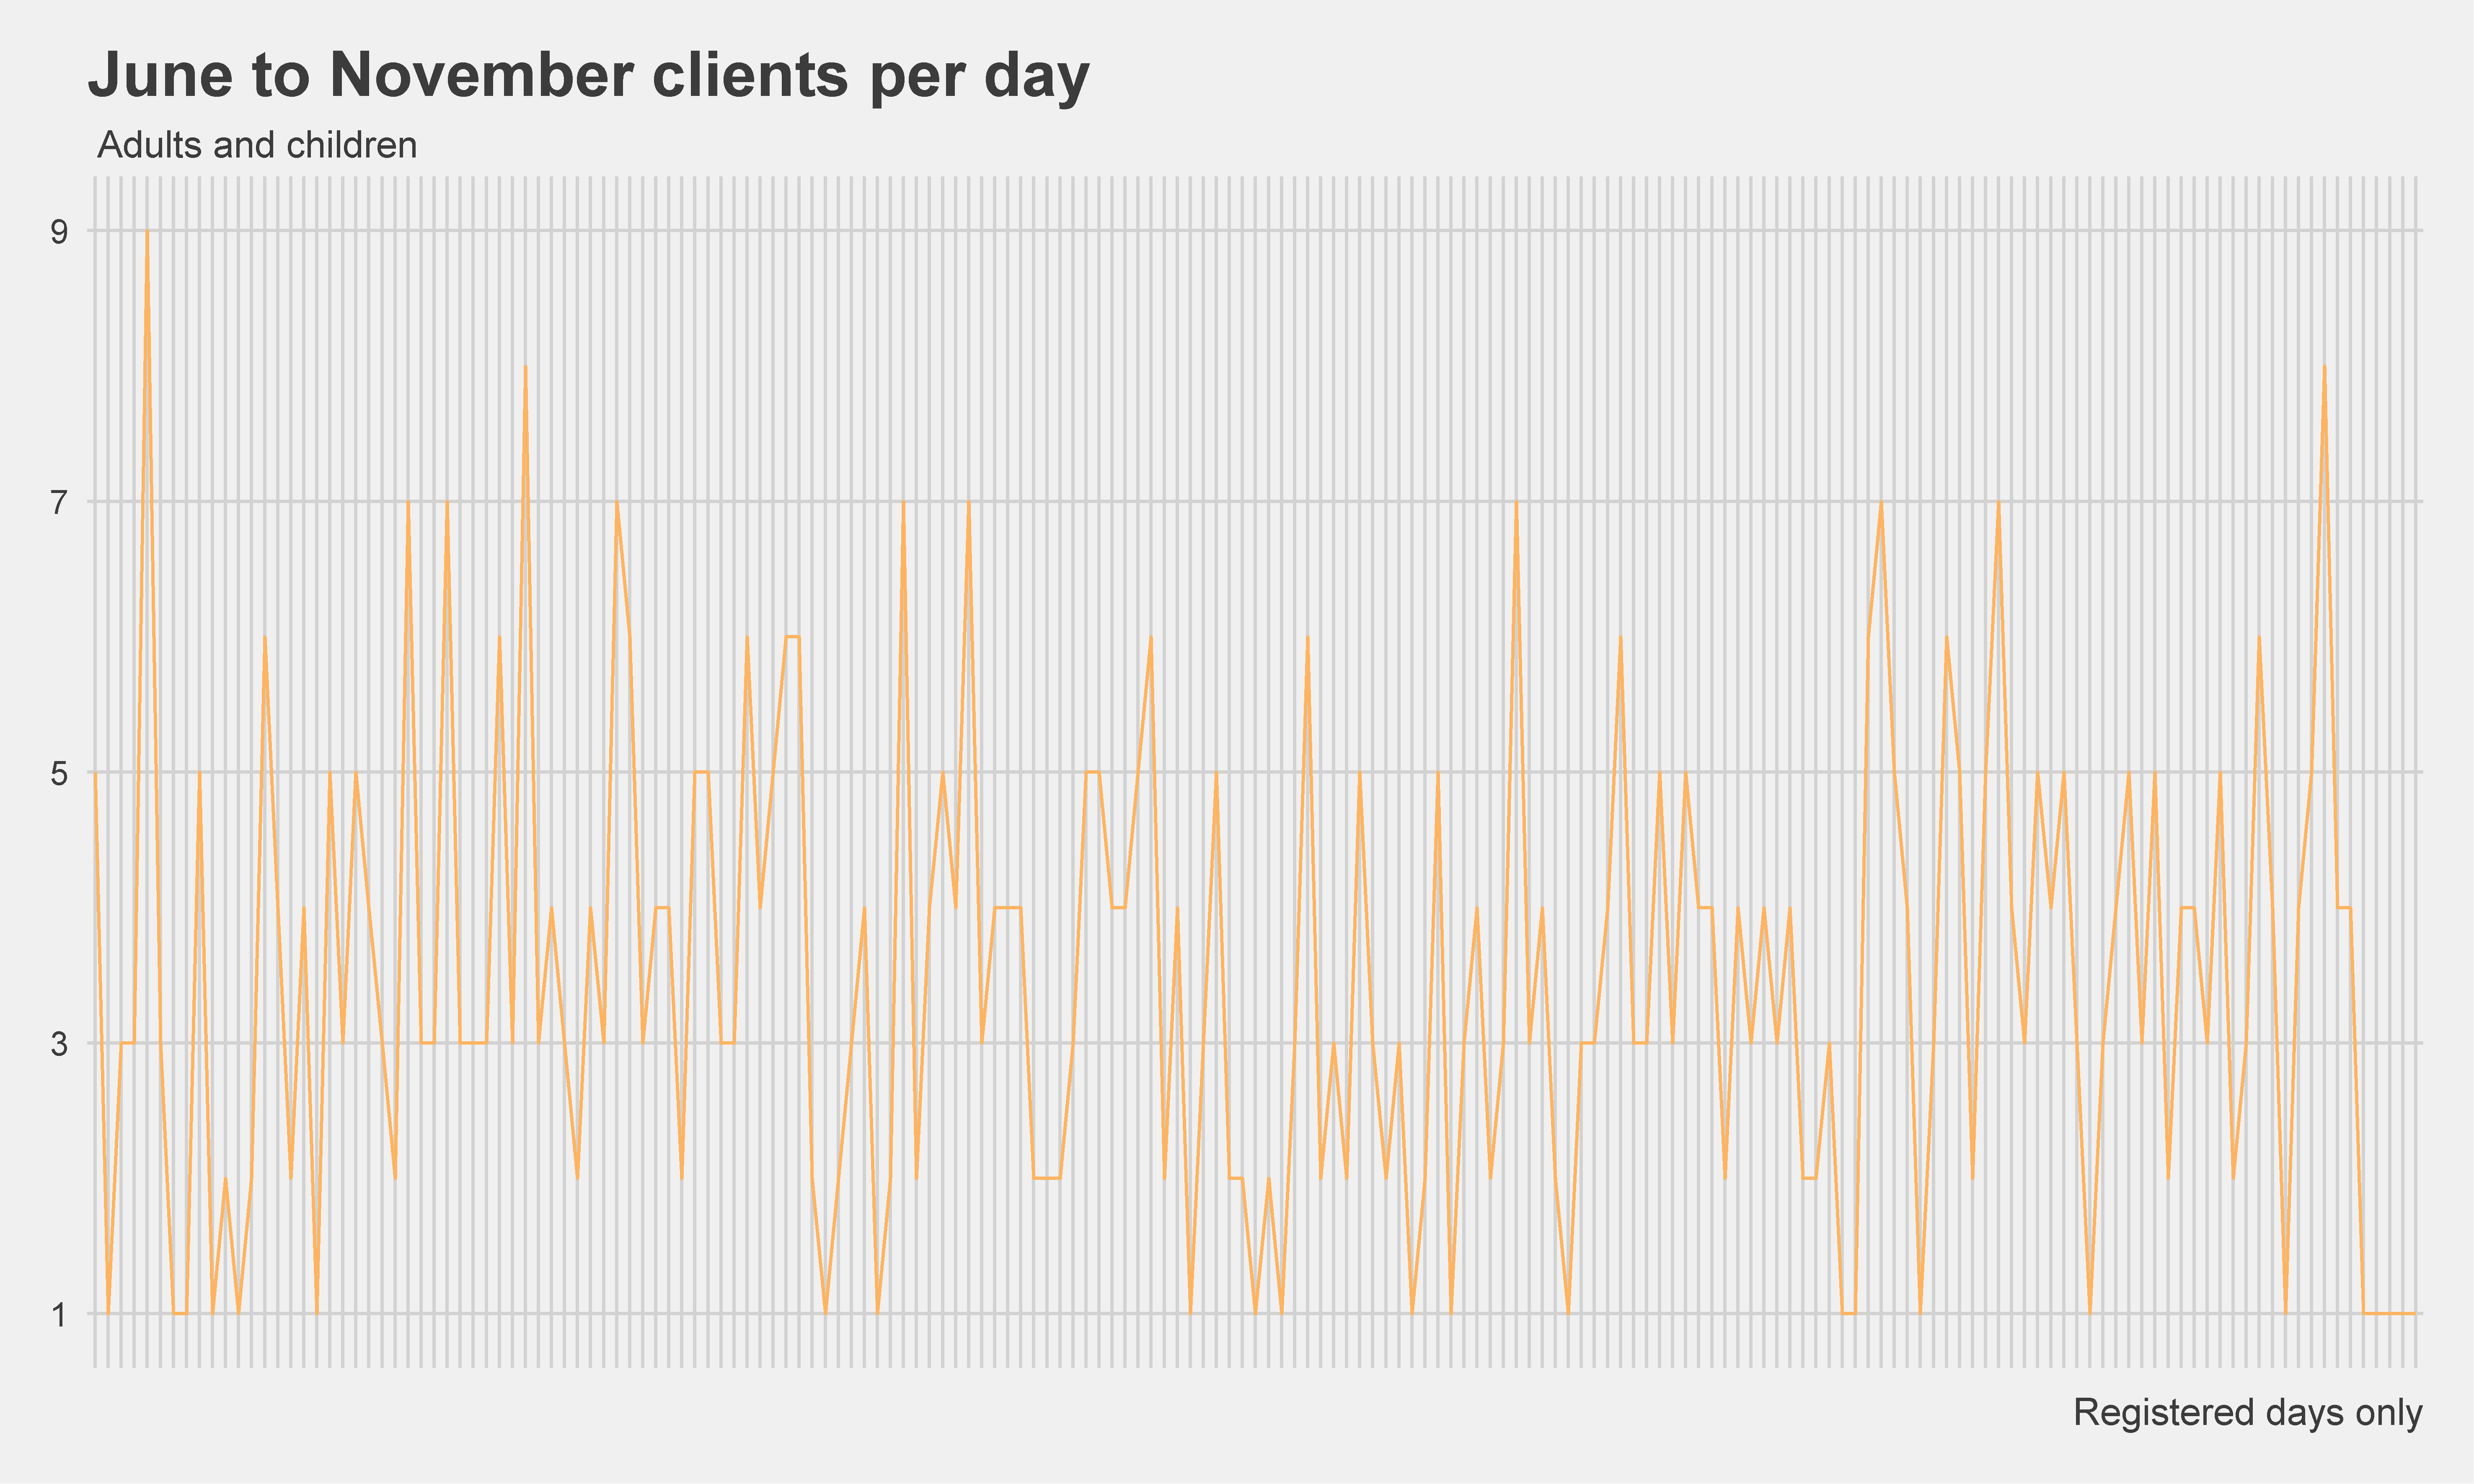 June to November clients per day
Adults and children
9
7
5
3
1
Registered days only